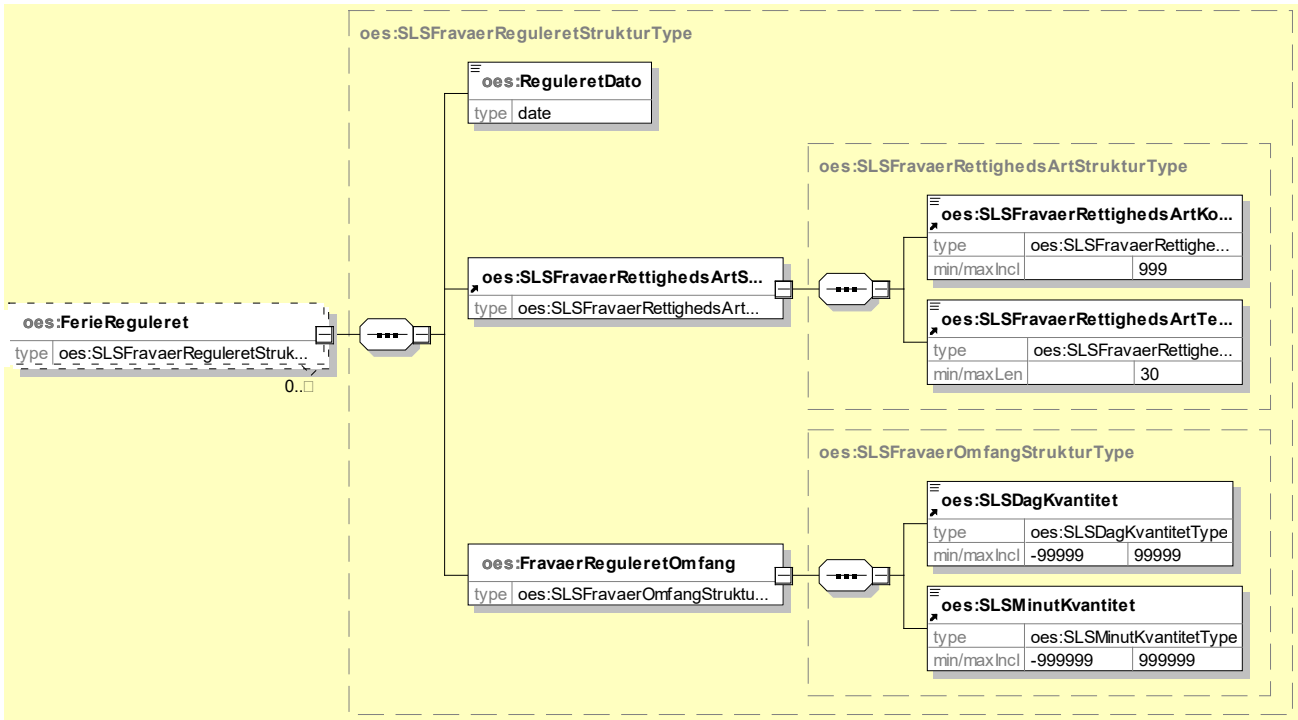 oes:SLSFravaerReguleretStrukturType
oes:ReguleretDato
type date
oes:SLSFravaerRettighedsArtStrukturType
oes:SLSFravaerRettighedsArtKo...
type oes:SLSFravaerRettighe...
min/maxIncl 999
oes:SLSFravaerRettighedsArtS...
type oes:SLSFravaerRettighedsArt...
oes:SLSFravaerRettighedsArtTe...
type oes:SLSFravaerRettighe...
min/maxLen 30
oes:FerieReguleret
type oes:SLSFravaerReguleretStruk...
0..□
oes:SLSFravaerOmfangStrukturType
oes:SLSDagKvantitet
type oes:SLSDagKvantitetType
min/maxIncl -99999 99999
oes:FravaerReguleretOmfang
type oes:SLSFravaerOmfangStruktu...
oes:SLSMinutKvantitet
type oes:SLSMinutKvantitetType
min/maxIncl -999999 999999